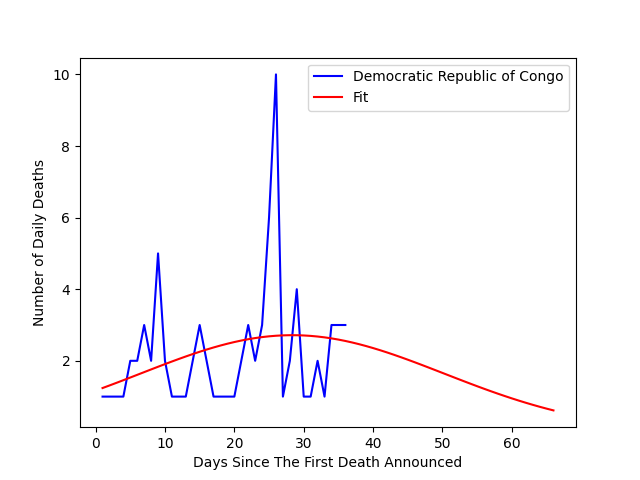 Democratic Republic of Congo
Fit
Number of Daily Deaths
10
8
6
4
2
0 10 20 30 40 50 60
Days Since The First Death Announced